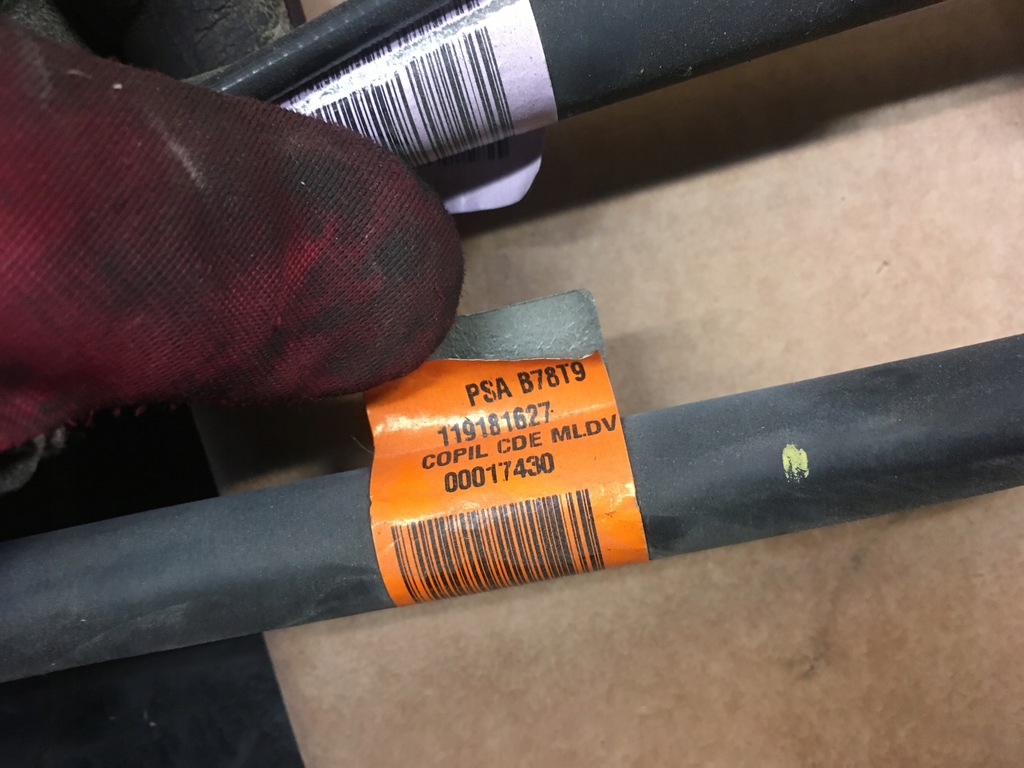 PSA B78T9
119181627
COPIL CDE MLDV
00017430